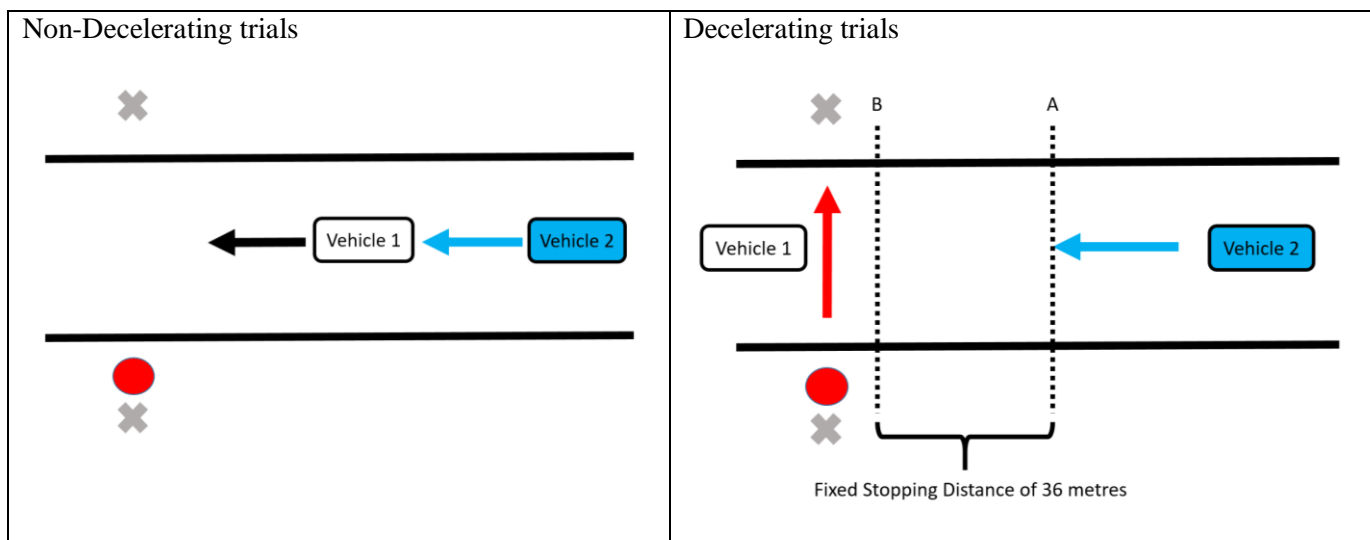 Non-Decelerating trials
Vehicle 1
Vehicle 2
Decelerating trials
B
A
Vehicle 1
Vehicle 2
Fixed Stopping Distance of 36 metres